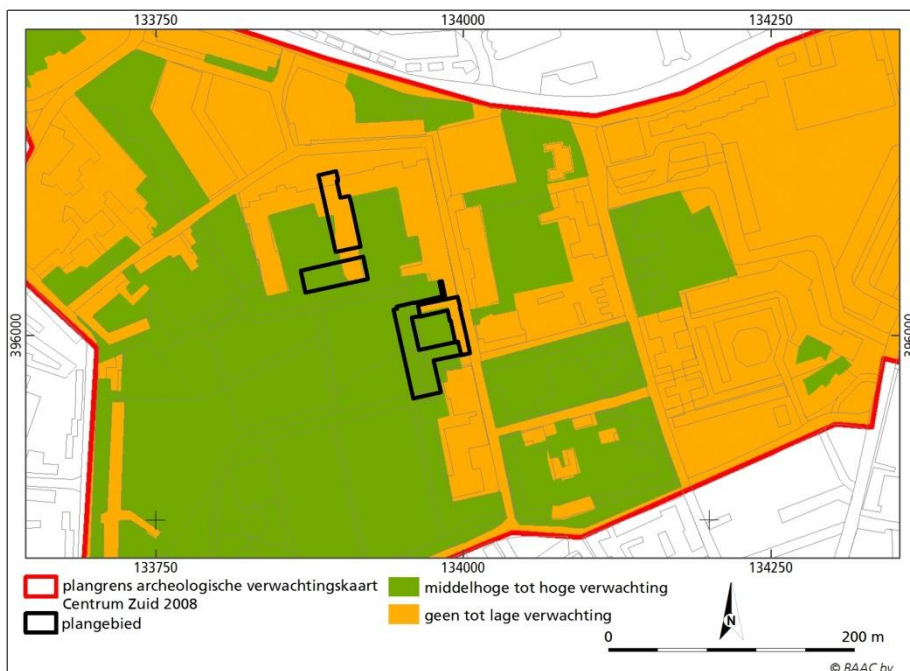 133750 134000 134250
396000 396000
133750 134000 134250
plangrens archeologische verwachtingskaart
Centrum Zuid 2008
plangebied
middelhoge tot hoge verwachting
geen tot lage verwachting
N
0 200 m
© BAAC bv